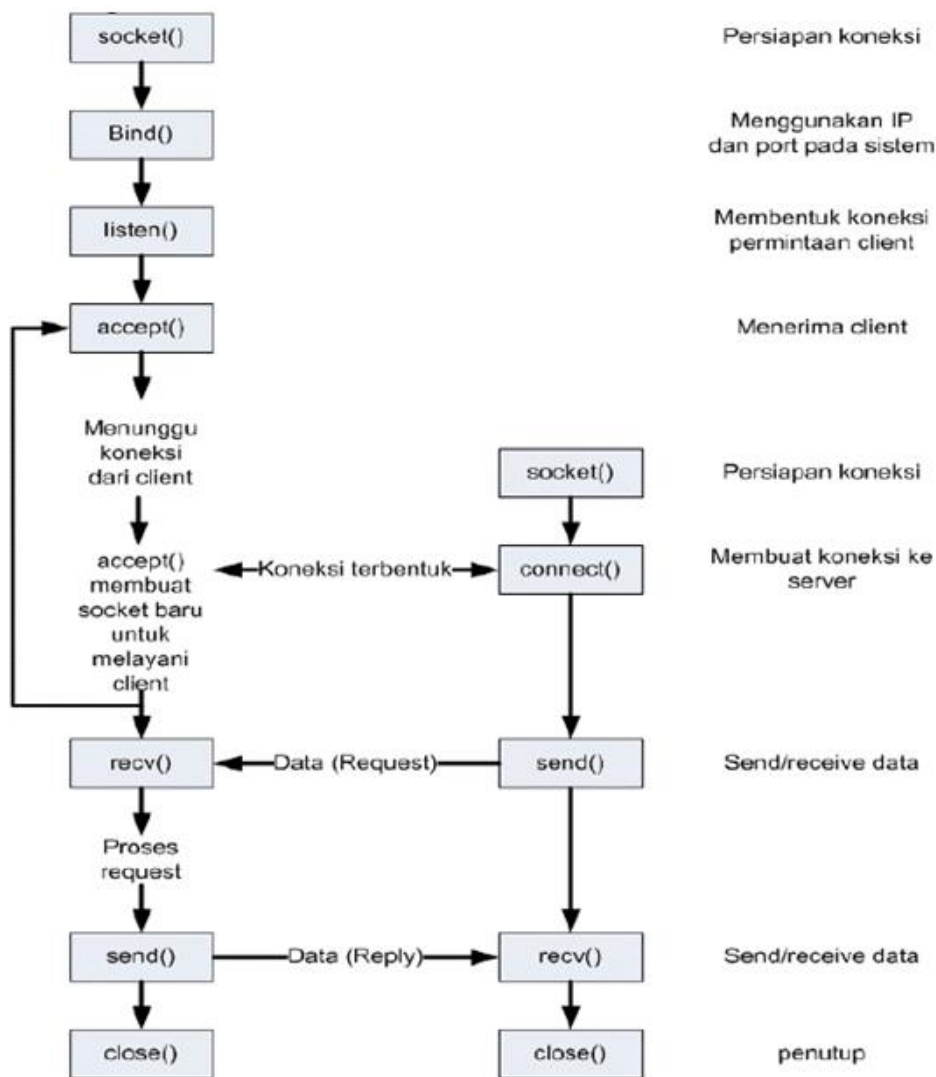 socket()
Persiapan koneksi
Bind()
Menggunakan IP
dan port pada sistem
listen()
Membentuk koneksi
permintaan client
accept()
Menerima client
Menunggu
koneksi
dari client
socket()
Persiapan koneksi
accept()
membuat
socket baru
untuk
melayani
client
Koneksi terbentuk
connect()
Membuat koneksi ke
server
recv()
Data (Request)
send()
Send/receive data
Proses
request
send()
Data (Reply)
recv()
Send/receive data
close()
close()
penutup